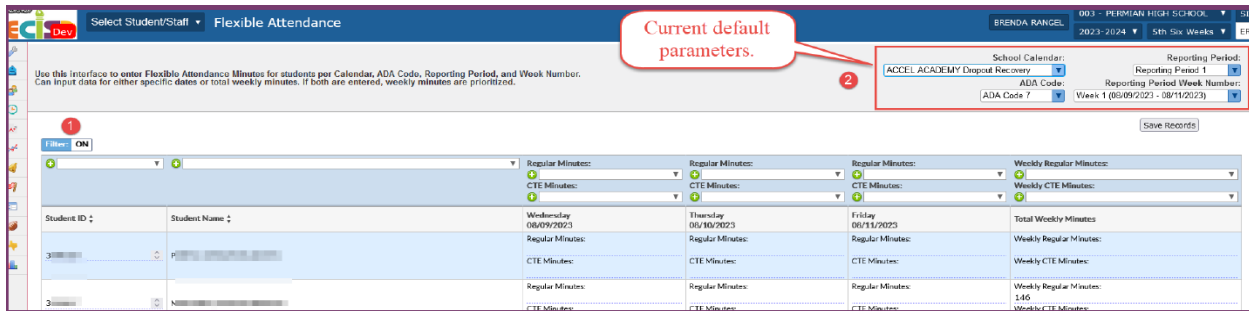 ECIS Dev
Select Student/Staff
Flexible Attendance
BRENDA RANGEL
003 - PERMIAN HIGH SCHOOL
2023-2024
5th Six Weeks
Current default
parameters.
Use this interface to enter Flexible Attendance Minutes for students per Calendar, ADA Code, Reporting Period, and Week Number.
Can input data for either specific dates or total weekly minutes. If both are entered, weekly minutes are prioritized.
2
School Calendar:
Reporting Period:
ACCEL ACADEMY Dropout Recovery
Reporting Period 1
ADA Code:
Reporting Period Week Number:
ADA Code 7
Week 1 (08/09/2023 - 08/11/2023)
Save Records
1
Filter: ON
Regular Minutes:
Regular Minutes:
Regular Minutes:
Weekly Regular Minutes:
CTE Minutes:
CTE Minutes:
CTE Minutes:
Weekly CTE Minutes:
Student ID
Student Name
Wednesday
08/09/2023
Thursday
08/10/2023
Friday
08/11/2023
Total Weekly Minutes
3
P
Regular Minutes:
Regular Minutes:
Regular Minutes:
Weekly Regular Minutes:
CTE Minutes:
CTE Minutes:
CTE Minutes:
Weekly CTE Minutes:
3
N
Regular Minutes:
Regular Minutes:
Regular Minutes:
Weekly Regular Minutes:
146
CTE Minutes:
CTE Minutes:
CTE Minutes:
Weekly CTE Minutes: